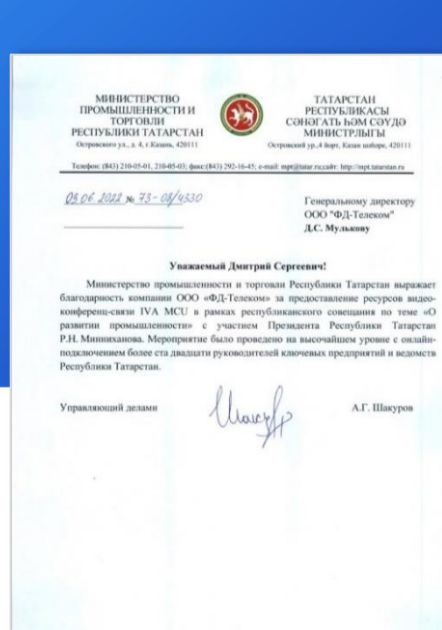 МИНИСТЕРСТВО
ПРОМЫШЛЕННОСТИ И
ТОРГОВЛИ
РЕСПУБЛИКИ ТАТАРСТАН
Островского ул., д. 4, г.Казань, 420111
ТАТАРСТАН
РЕСПУБЛИКАСЫ
СӘНӘГАТЬ ҺӘМ СӘҮДӘ
МИНИСТРЛЫГЫ
Островский ур.,4 йорт, Казан шәһәре, 420111
Телефон: (843) 210-05-01, 210-05-03; факс:(843) 292-16-45; e-mail: mpt@tatar.ru;сайт: http://mpt.tatarstan.ru
03.06.2022 № 73-08/4330
Генеральному директору
ООО "ФД-Телеком"
Д.С. Мулькову
Уважаемый Дмитрий Сергеевич!
Министерство промышленности и торговли Республики Татарстан выражает
благодарность компании ООО «ФД-Телеком» за предоставление ресурсов видео-
конференц-связи IVA MCU в рамках республиканского совещания по теме «О
развитии промышленности» с участием Президента Республики Татарстан
Р.Н. Минниханова. Мероприятие было проведено на высочайшем уровне с онлайн-
подключением более ста двадцати руководителей ключевых предприятий и ведомств
Республики Татарстан.
Управляющий делами
А.Г. Шакуров